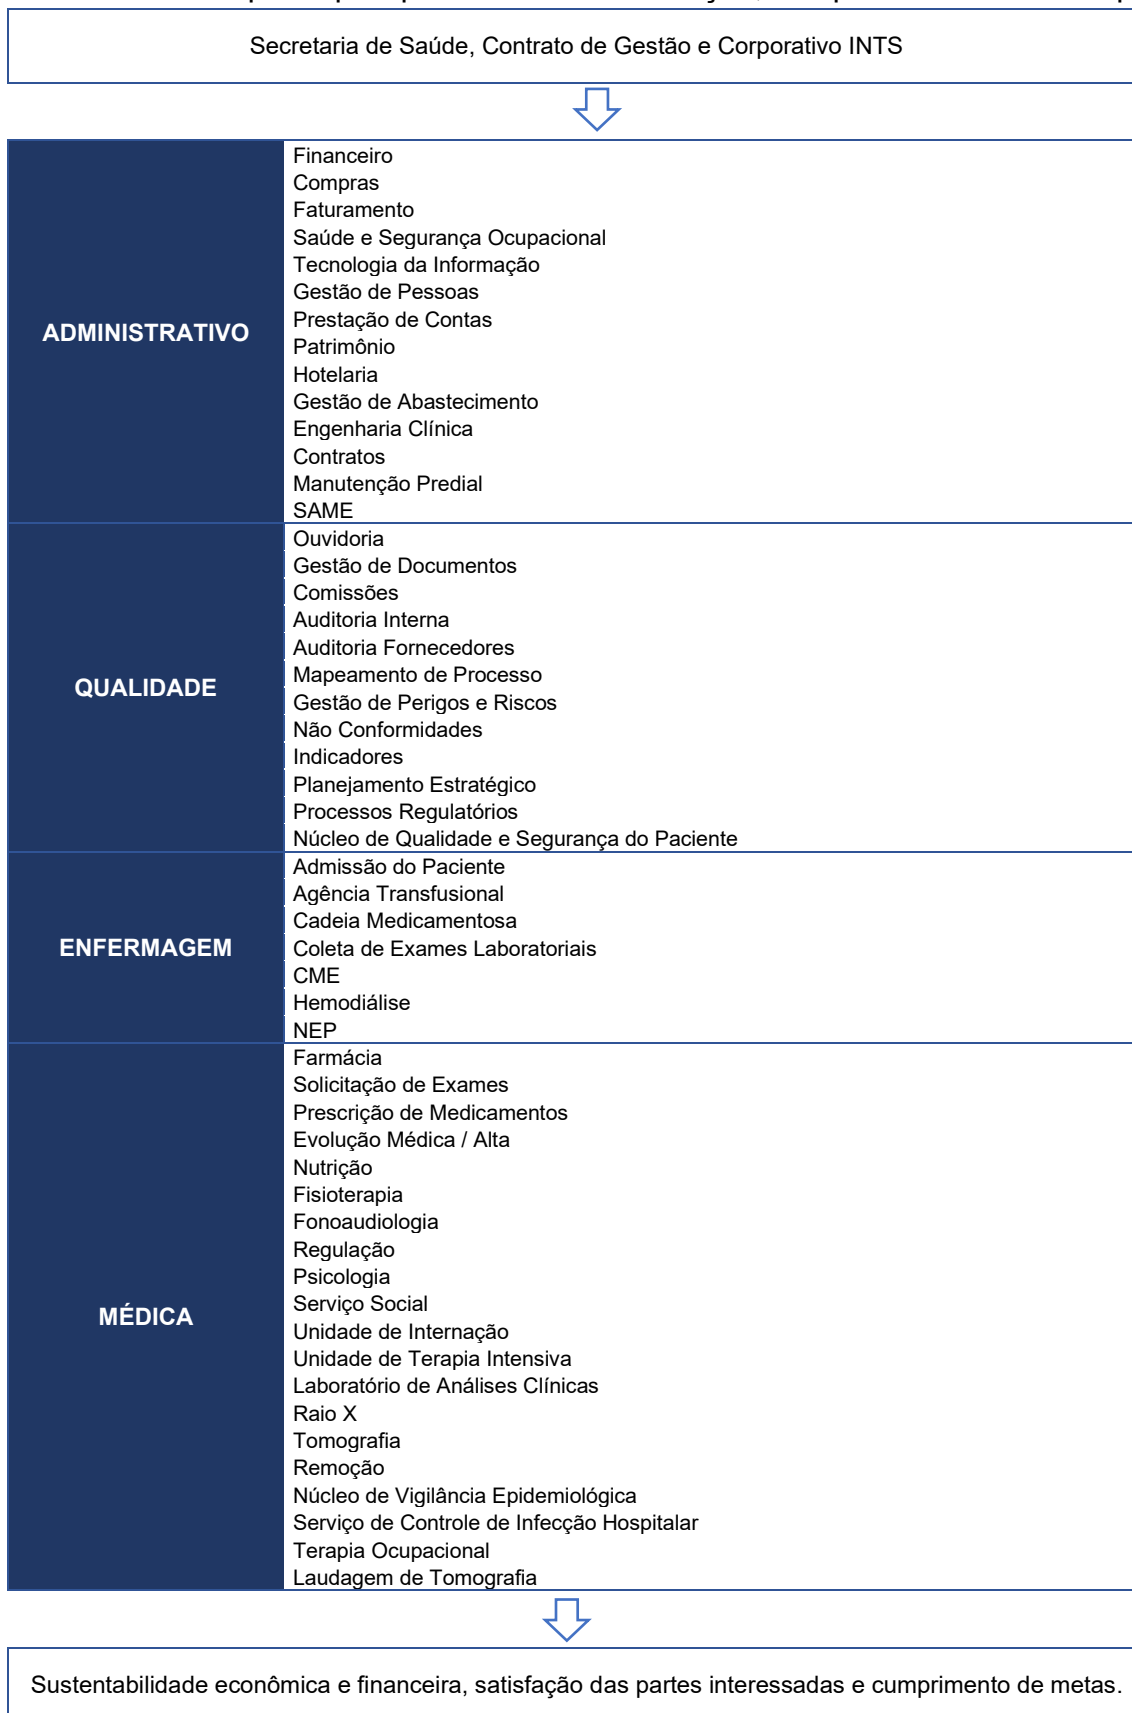 Secretaria de Saúde, Contrato de Gestão e Corporativo INTS
ADMINISTRATIVO
Financeiro
Compras
Faturamento
Saúde e Segurança Ocupacional
Tecnologia da Informação
Gestão de Pessoas
Prestação de Contas
Patrimônio
Hotelaria
Gestão de Abastecimento
Engenharia Clínica
Contratos
Manutenção Predial
SAME
QUALIDADE
Ouvidoria
Gestão de Documentos
Comissões
Auditoria Interna
Auditoria Fornecedores
Mapeamento de Processo
Gestão de Perigos e Riscos
Não Conformidades
Indicadores
Planejamento Estratégico
Processos Regulatórios
Núcleo de Qualidade e Segurança do Paciente
ENFERMAGEM
Admissão do Paciente
Agência Transfusional
Cadeia Medicamentosa
Coleta de Exames Laboratoriais
CME
Hemodiálise
NEP
MÉDICA
Farmácia
Solicitação de Exames
Prescrição de Medicamentos
Evolução Médica / Alta
Nutrição
Fisioterapia
Fonoaudiologia
Regulação
Psicologia
Serviço Social
Unidade de Internação
Unidade de Terapia Intensiva
Laboratório de Análises Clínicas
Raio X
Tomografia
Remoção
Núcleo de Vigilância Epidemiológica
Serviço de Controle de Infecção Hospitalar
Terapia Ocupacional
Laudagem de Tomografia
Sustentabilidade econômica e financeira, satisfação das partes interessadas e cumprimento de metas.